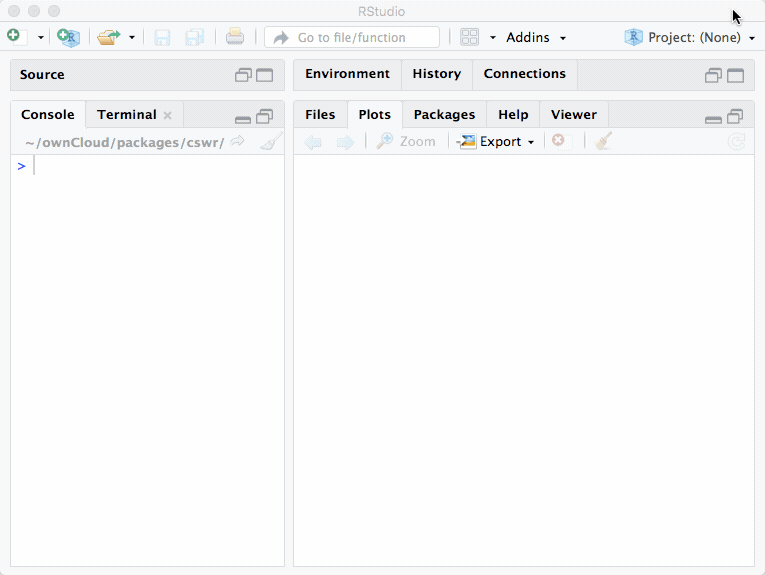 RStudio
Go to file/function
Addins
Project: (None)
Source
Environment History Connections
Console Terminal
Files Plots Packages Help Viewer
~/ownCloud/packages/cswr/
Zoom Export
>